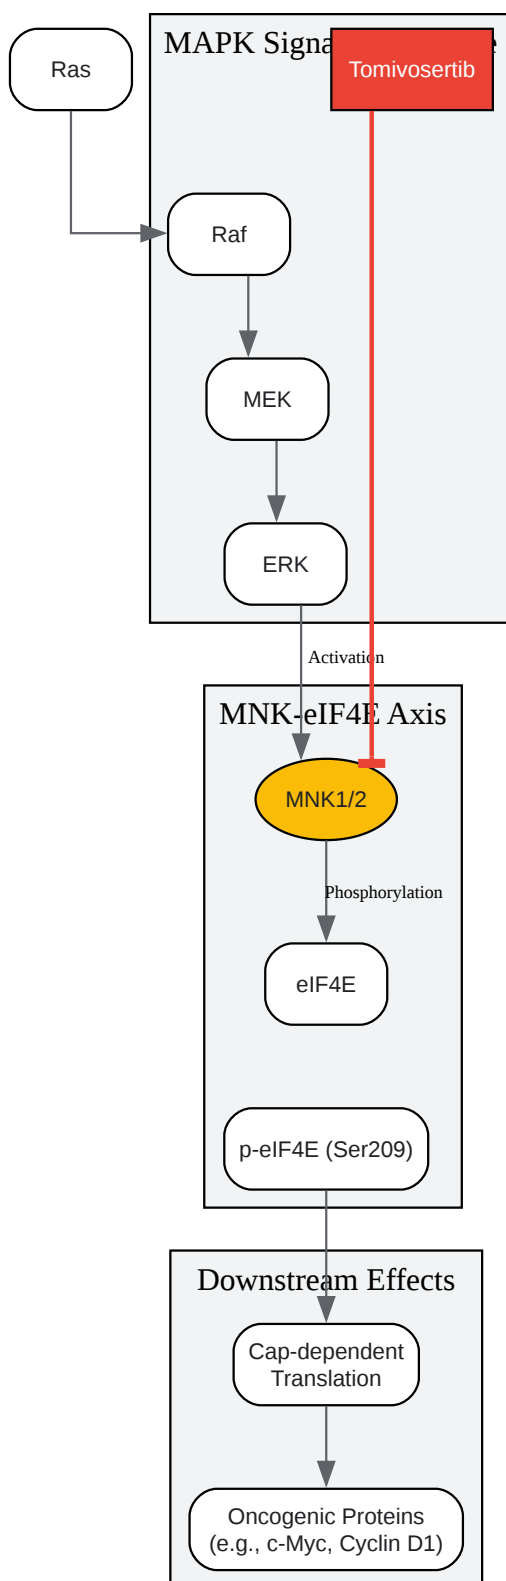 MAPK Signa
Tomivosertib
Ras
Raf
MEK
ERK
Activation
MNK-eIF4E Axis
MNK1/2
Phosphorylation
eIF4E
p-eIF4E (Ser209)
Downstream Effects
Cap-dependent
Translation
Oncogenic Proteins
(e.g., c-Myc, Cyclin D1)